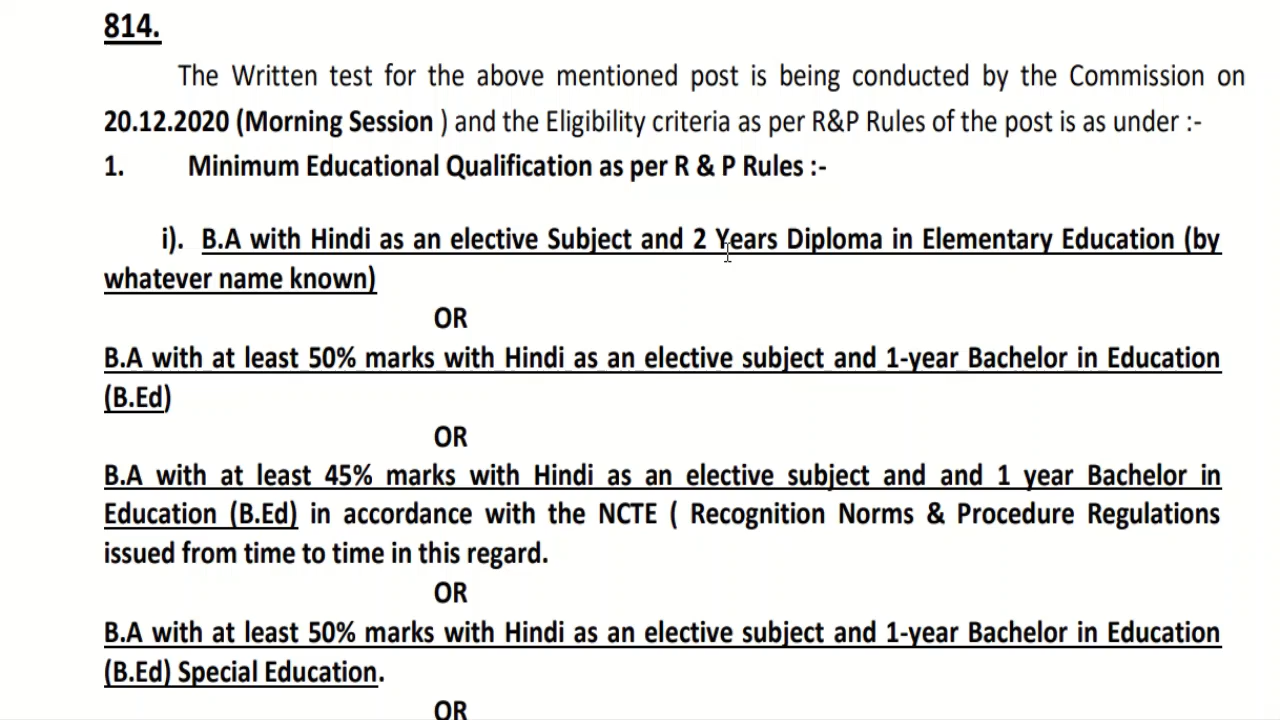 814.
The Written test for the above mentioned post is being conducted by the Commission on
20.12.2020 (Morning Session ) and the Eligibility criteria as per R&P Rules of the post is as under :-
1. Minimum Educational Qualification as per R & P Rules :-
i). B.A with Hindi as an elective Subject and 2 Years Diploma in Elementary Education (by
whatever name known)
OR
B.A with at least 50% marks with Hindi as an elective subject and 1-year Bachelor in Education
(B.Ed)
OR
B.A with at least 45% marks with Hindi as an elective subject and and 1 year Bachelor in
Education (B.Ed) in accordance with the NCTE ( Recognition Norms & Procedure Regulations
issued from time to time in this regard.
OR
B.A with at least 50% marks with Hindi as an elective subject and 1-year Bachelor in Education
(B.Ed) Special Education.
OR